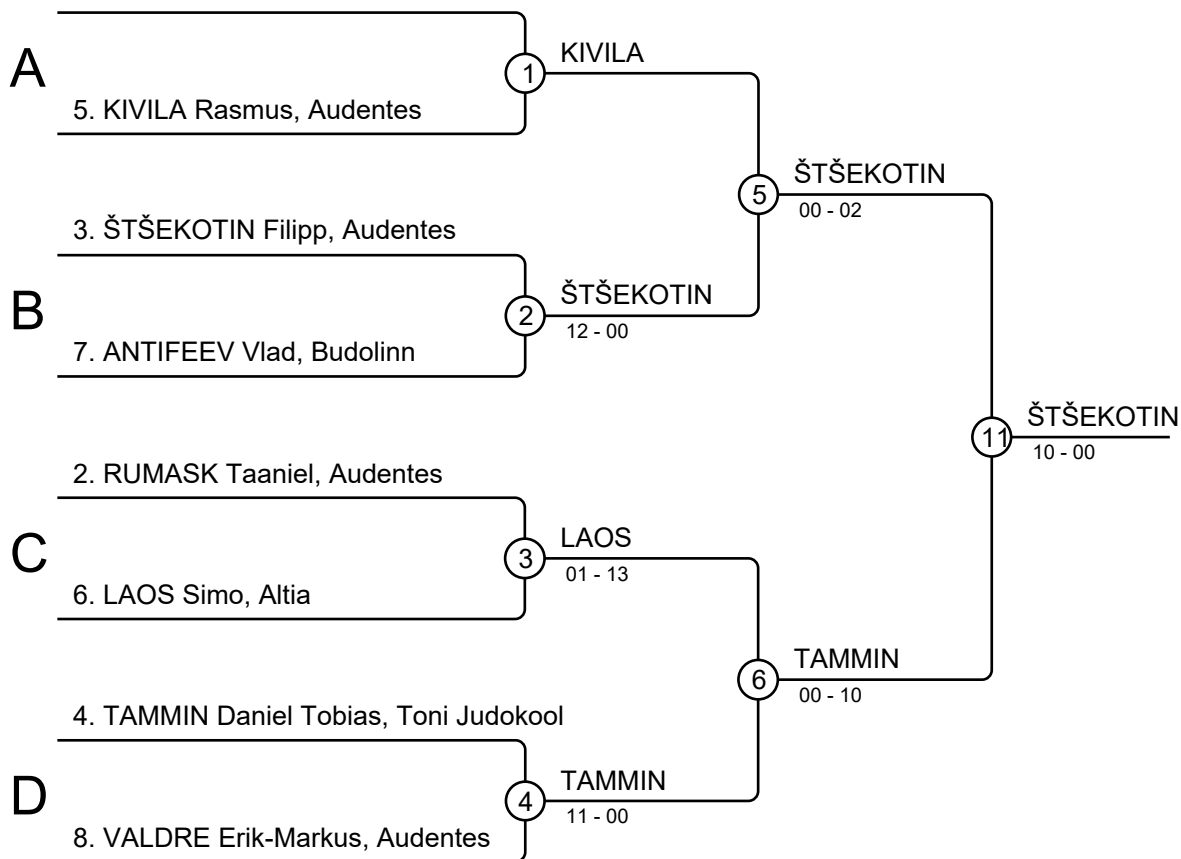 A
1
KIVILA
5. KIVILA Rasmus, Audentes
5
ŠTŠEKOTIN
00 - 02
3. ŠTŠEKOTIN Filipp, Audentes
B
2
ŠTŠEKOTIN
12 - 00
7. ANTIFEEV Vlad, Budolinn
11
ŠTŠEKOTIN
10 - 00
2. RUMASK Taaniel, Audentes
C
3
LAOS
01 - 13
6. LAOS Simo, Altia
6
TAMMIN
00 - 10
4. TAMMIN Daniel Tobias, Toni Judokool
D
4
TAMMIN
11 - 00
8. VALDRE Erik-Markus, Audentes